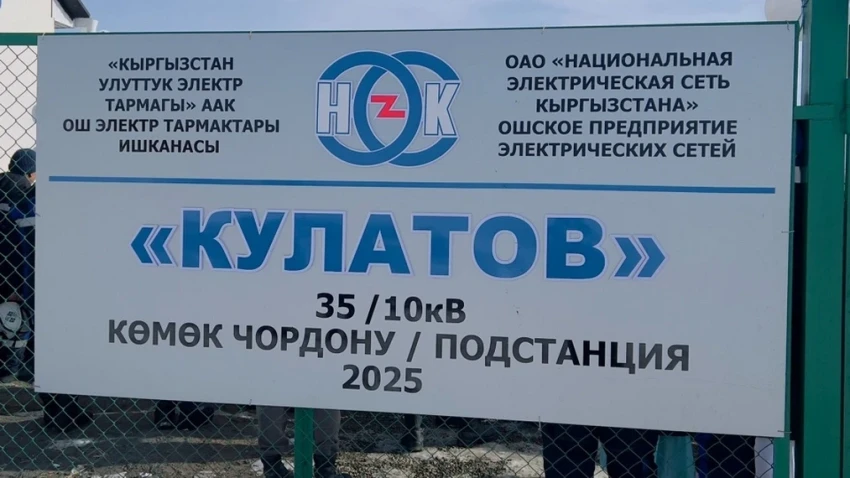 «КЫРГЫЗСТАН
УЛУТТУК ЭЛЕКТР
ТАРМАГЫ» ААК
ОШ ЭЛЕКТР ТАРМАКТАРЫ
ИШКАНАСЫ
НЭК
ОАО «НАЦИОНАЛЬНАЯ
ЭЛЕКТРИЧЕСКАЯ СЕТЬ
КЫРГЫЗСТАНА»
ОШСКОЕ ПРЕДПРИЯТИЕ
ЭЛЕКТРИЧЕСКИХ СЕТЕЙ
«КУЛАТОВ»
35 /10кВ
КӨМӨК ЧОРДОНУ / ПОДСТАНЦИЯ
2025